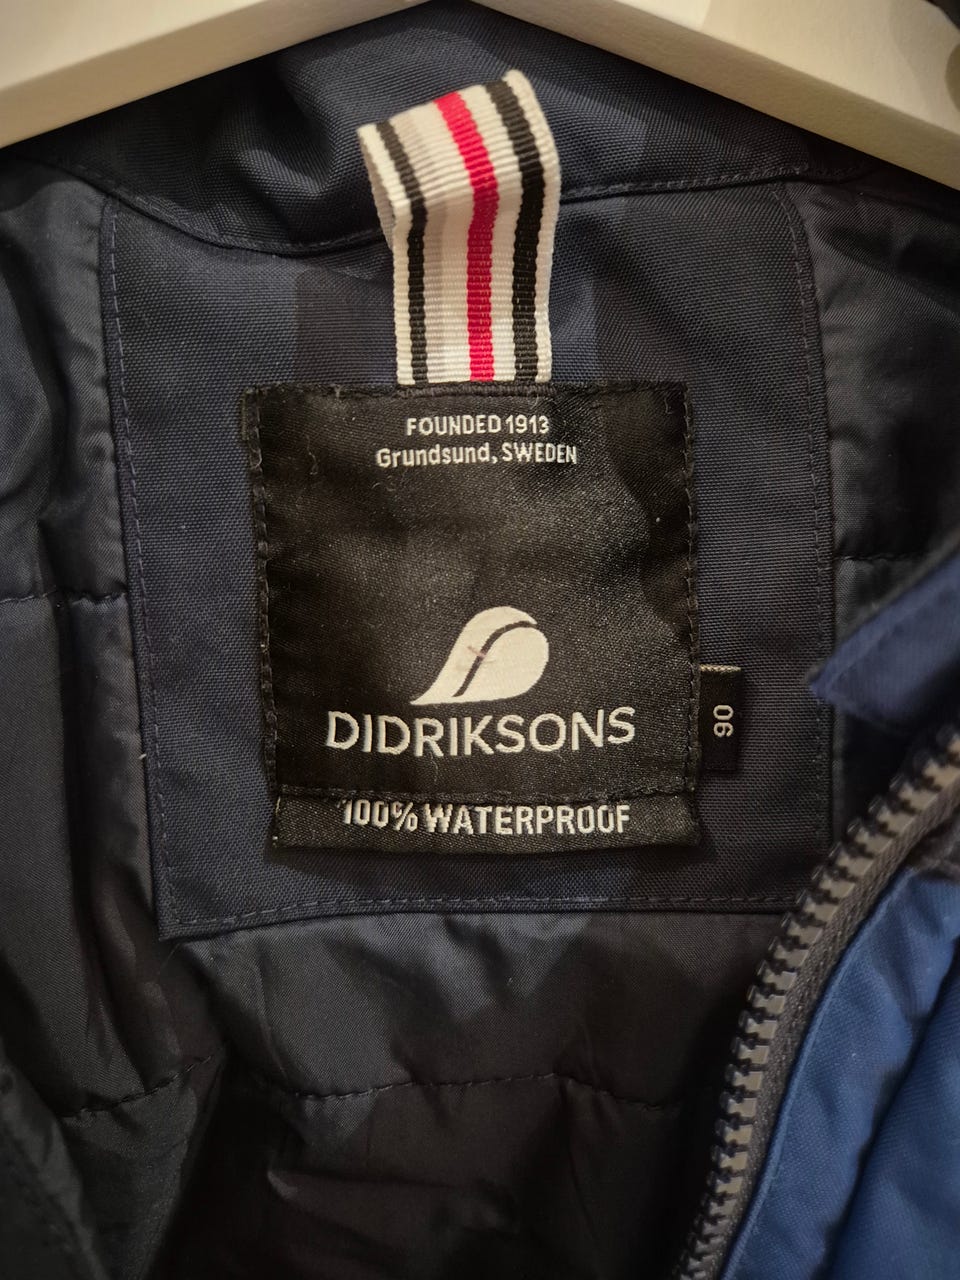 FOUNDED 1913
Grundsund, SWEDEN
DIDRIKSONS
90
100% WATERPROOF